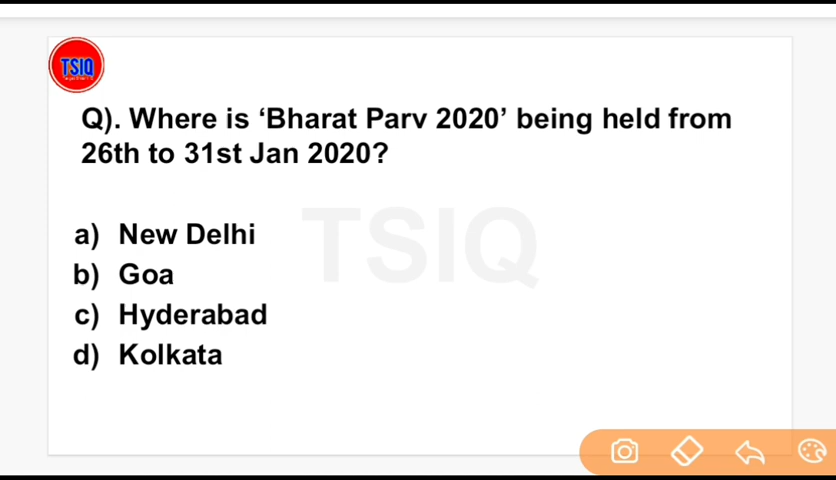 TSIQ
Q). Where is ‘Bharat Parv 2020’ being held from
26th to 31st Jan 2020?
TSIQ
a) New Delhi
b) Goa
c) Hyderabad
d) Kolkata